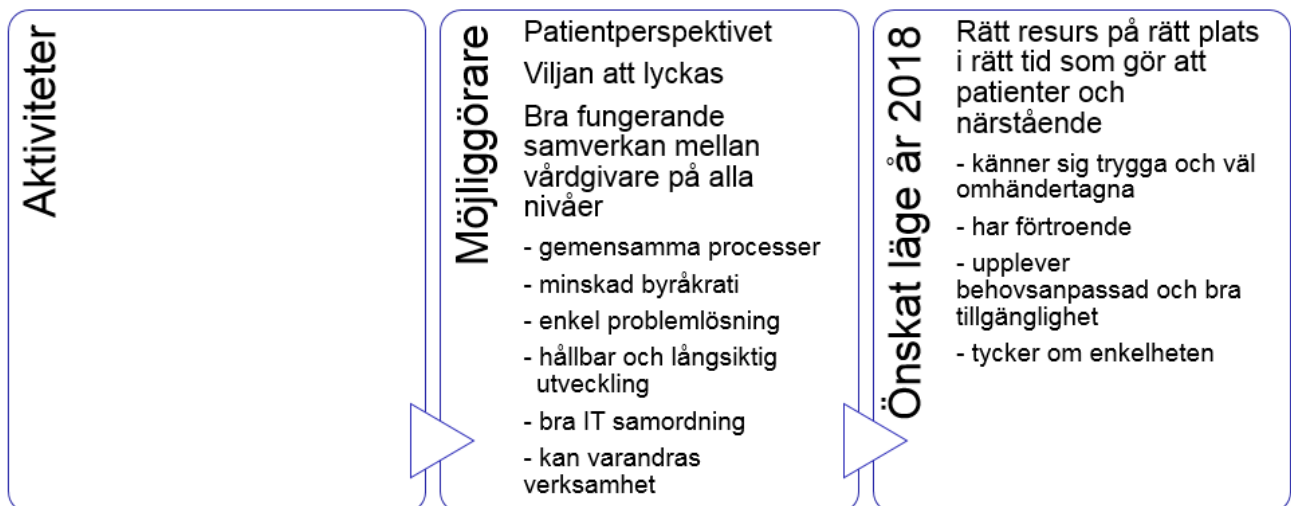 Aktiviteter
Möjliggörare
Patientperspektivet
Viljan att lyckas
Bra fungerande
samverkan mellan
vårdgivare på alla
nivåer
- gemensamma processer
- minskad byråkrati
- enkel problemlösning
- hållbar och långsiktig
utveckling
- bra IT samordning
- kan varandras
verksamhet
Önskat läge år 2018
Rätt resurs på rätt plats
i rätt tid som gör att
patienter och
närstående
- känner sig trygga och väl
omhändertagna
- har förtroende
- upplever
behovsanpassad och bra
tillgänglighet
- tycker om enkelheten